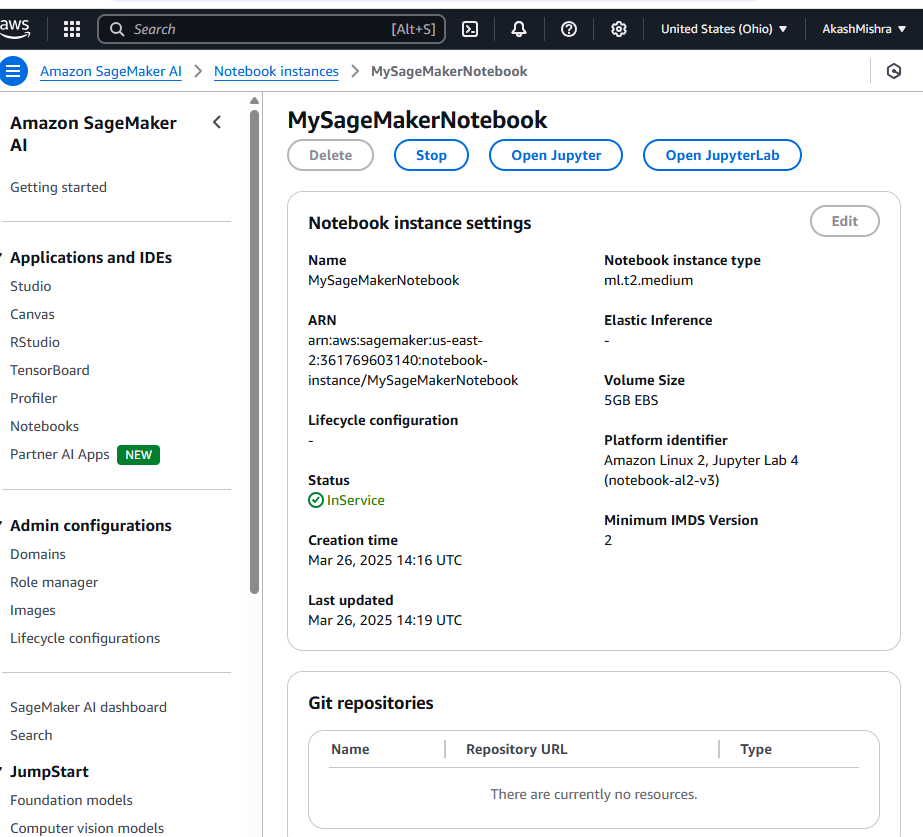 aws
Search [Alt+S]
United States (Ohio)
AkashMishra
Amazon SageMaker AI
Notebook instances
MySageMakerNotebook
Amazon SageMaker
AI
Getting started
Applications and IDEs
Studio
Canvas
RStudio
TensorBoard
Profiler
Notebooks
Partner AI Apps NEW
Admin configurations
Domains
Role manager
Images
Lifecycle configurations
SageMaker AI dashboard
Search
JumpStart
Foundation models
Computer vision models
MySageMakerNotebook
Delete
Stop
Open Jupyter
Open JupyterLab
Notebook instance settings
Edit
Name
MySageMakerNotebook
ARN
arn:aws:sagemaker:us-east-
2:361769603140:notebook-
instance/MySageMakerNotebook
Lifecycle configuration
-
Status
InService
Creation time
Mar 26, 2025 14:16 UTC
Last updated
Mar 26, 2025 14:19 UTC
Notebook instance type
ml.t2.medium
Elastic Inference
-
Volume Size
5GB EBS
Platform identifier
Amazon Linux 2, Jupyter Lab 4
(notebook-al2-v3)
Minimum IMDS Version
2
Git repositories
Name
Repository URL
Type
There are currently no resources.